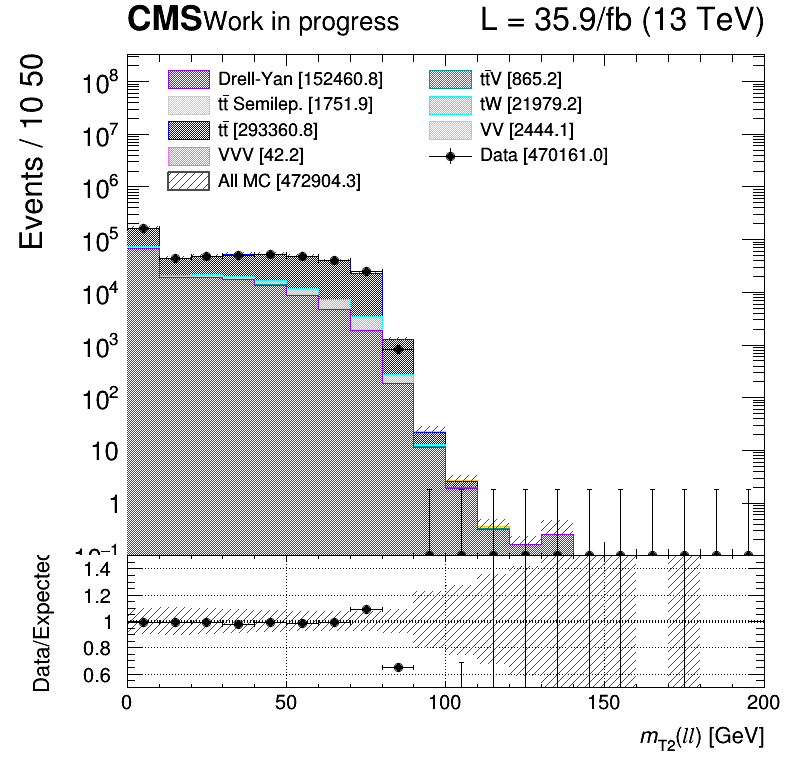 CMS Work in progress L = 35.9/fb (13 TeV)
Events / 10 50
10⁸
10⁷
10⁶
10⁵
10⁴
10³
10²
10
1
10⁻¹
Drell-Yan [152460.8]
tt̄ Semilep. [1751.9]
tt̄ [293360.8]
VVV [42.2]
All MC [472904.3]
tt̄V [865.2]
tW [21979.2]
VV [2444.1]
Data [470161.0]
Data/Expected
1.4
1.2
1
0.8
0.6
0 50 100 150 200
m_T2(ll) [GeV]